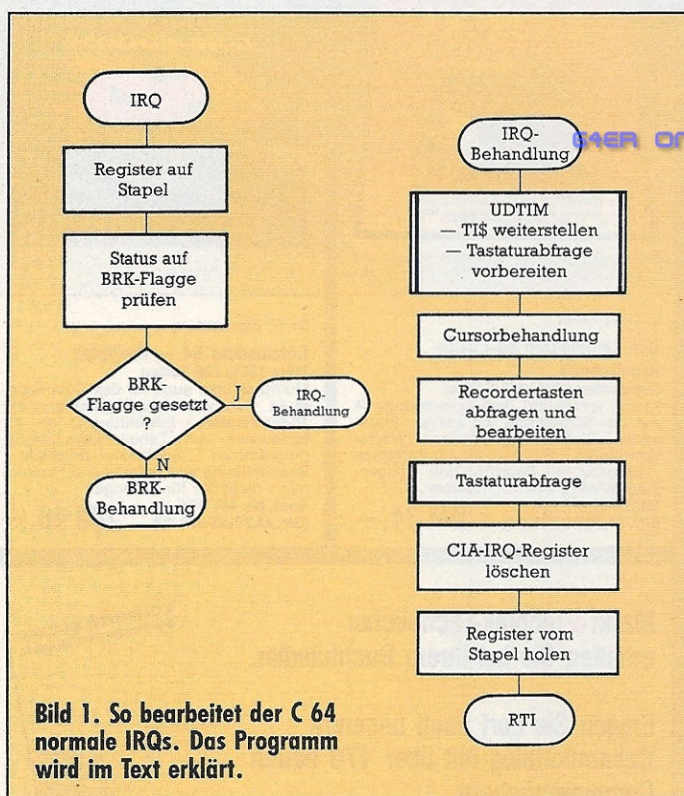 IRQ
Register auf
Stapel
Status auf
BRK-Flagge
prüfen
BRK-
Flagge gesetzt
?
J
IRQ-
Behandlung
N
BRK-
Behandlung
IRQ-
Behandlung
64ER ON
UDTIM
— TI$ weiterstellen
— Tastaturabfrage
vorbereiten
Cursorbehandlung
Recordertasten
abfragen und
bearbeiten
Tastaturabfrage
CIA-IRQ-Register
löschen
Register vom
Stapel holen
RTI
Bild 1. So bearbeitet der C 64
normale IRQs. Das Programm
wird im Text erklärt.